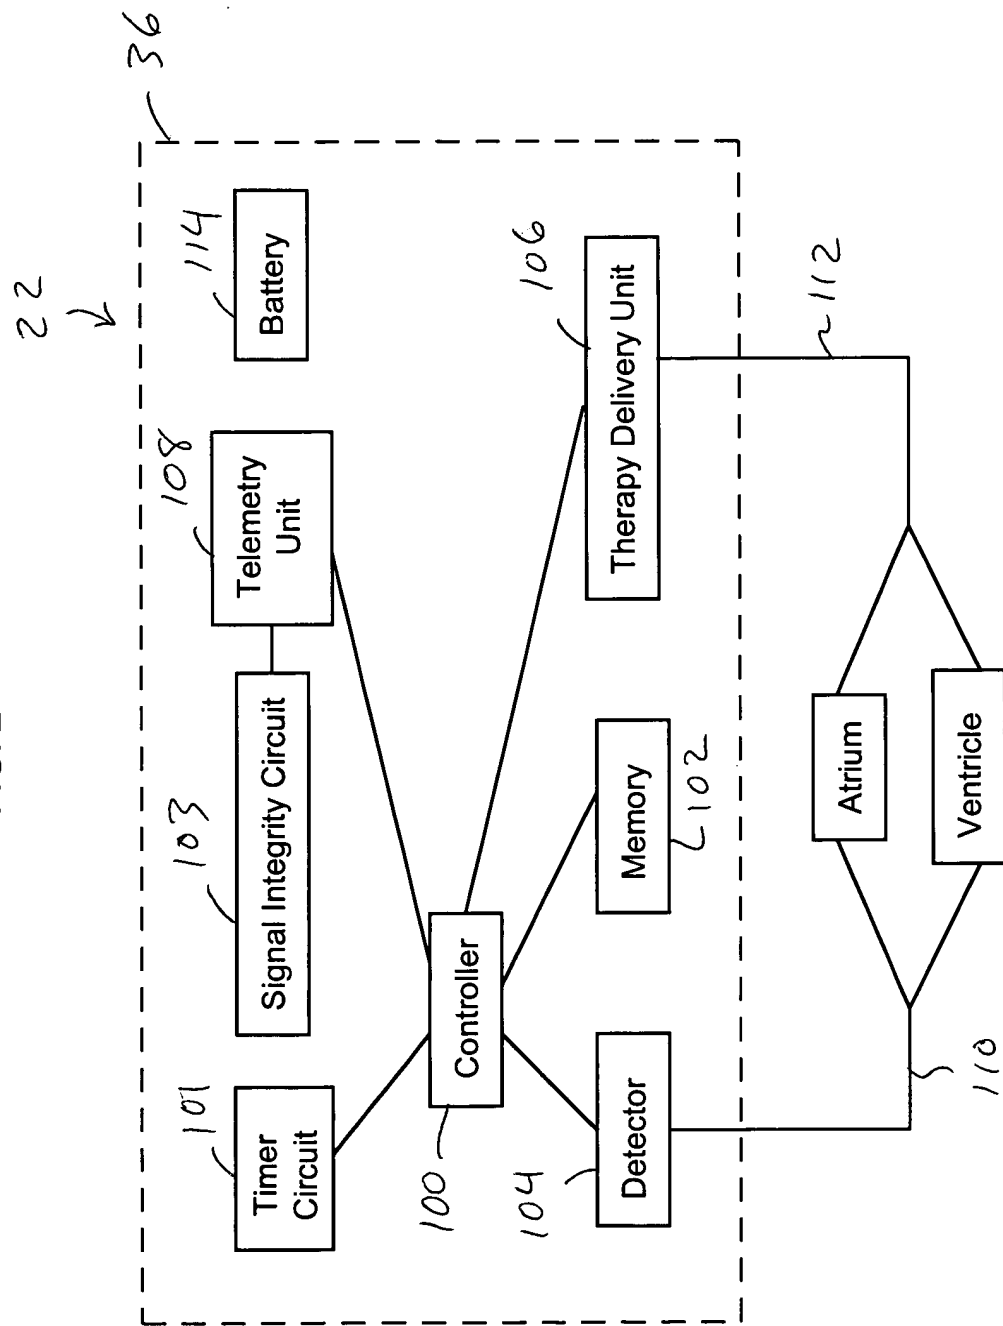 22
36
101
Timer
Circuit
103
Signal Integrity Circuit
108
Telemetry
Unit
114
Battery
100
Controller
104
Detector
Memory
102
106
Therapy Delivery Unit
110
Atrium
Ventricle
112